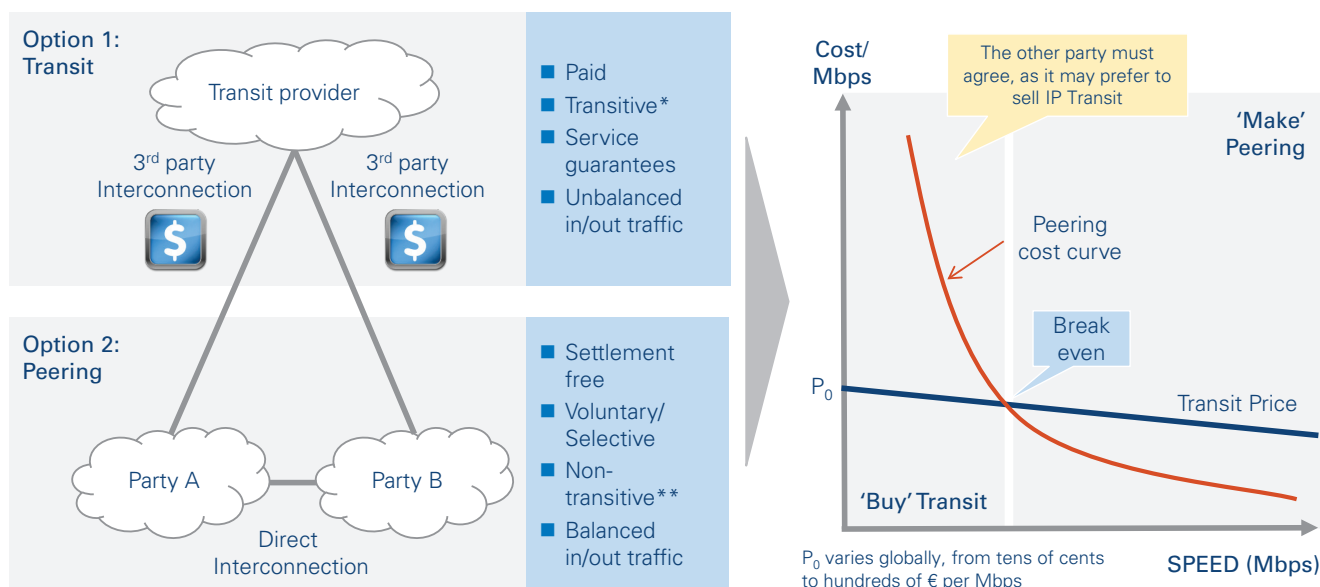 Option 1:
Transit
Transit provider
3rd party
Interconnection
3rd party
Interconnection
$
$
■ Paid
■ Transitive*
■ Service
guarantees
■ Unbalanced
in/out traffic
Option 2:
Peering
Party A
Party B
Direct
Interconnection
■ Settlement
free
■ Voluntary/
Selective
■ Non-
transitive**
■ Balanced
in/out traffic
Cost/
Mbps
The other party must
agree, as it may prefer to
sell IP Transit
'Make'
Peering
Peering
cost curve
Break
even
P0
Transit Price
'Buy' Transit
P0 varies globally, from tens of cents
to hundreds of € per Mbps
SPEED (Mbps)